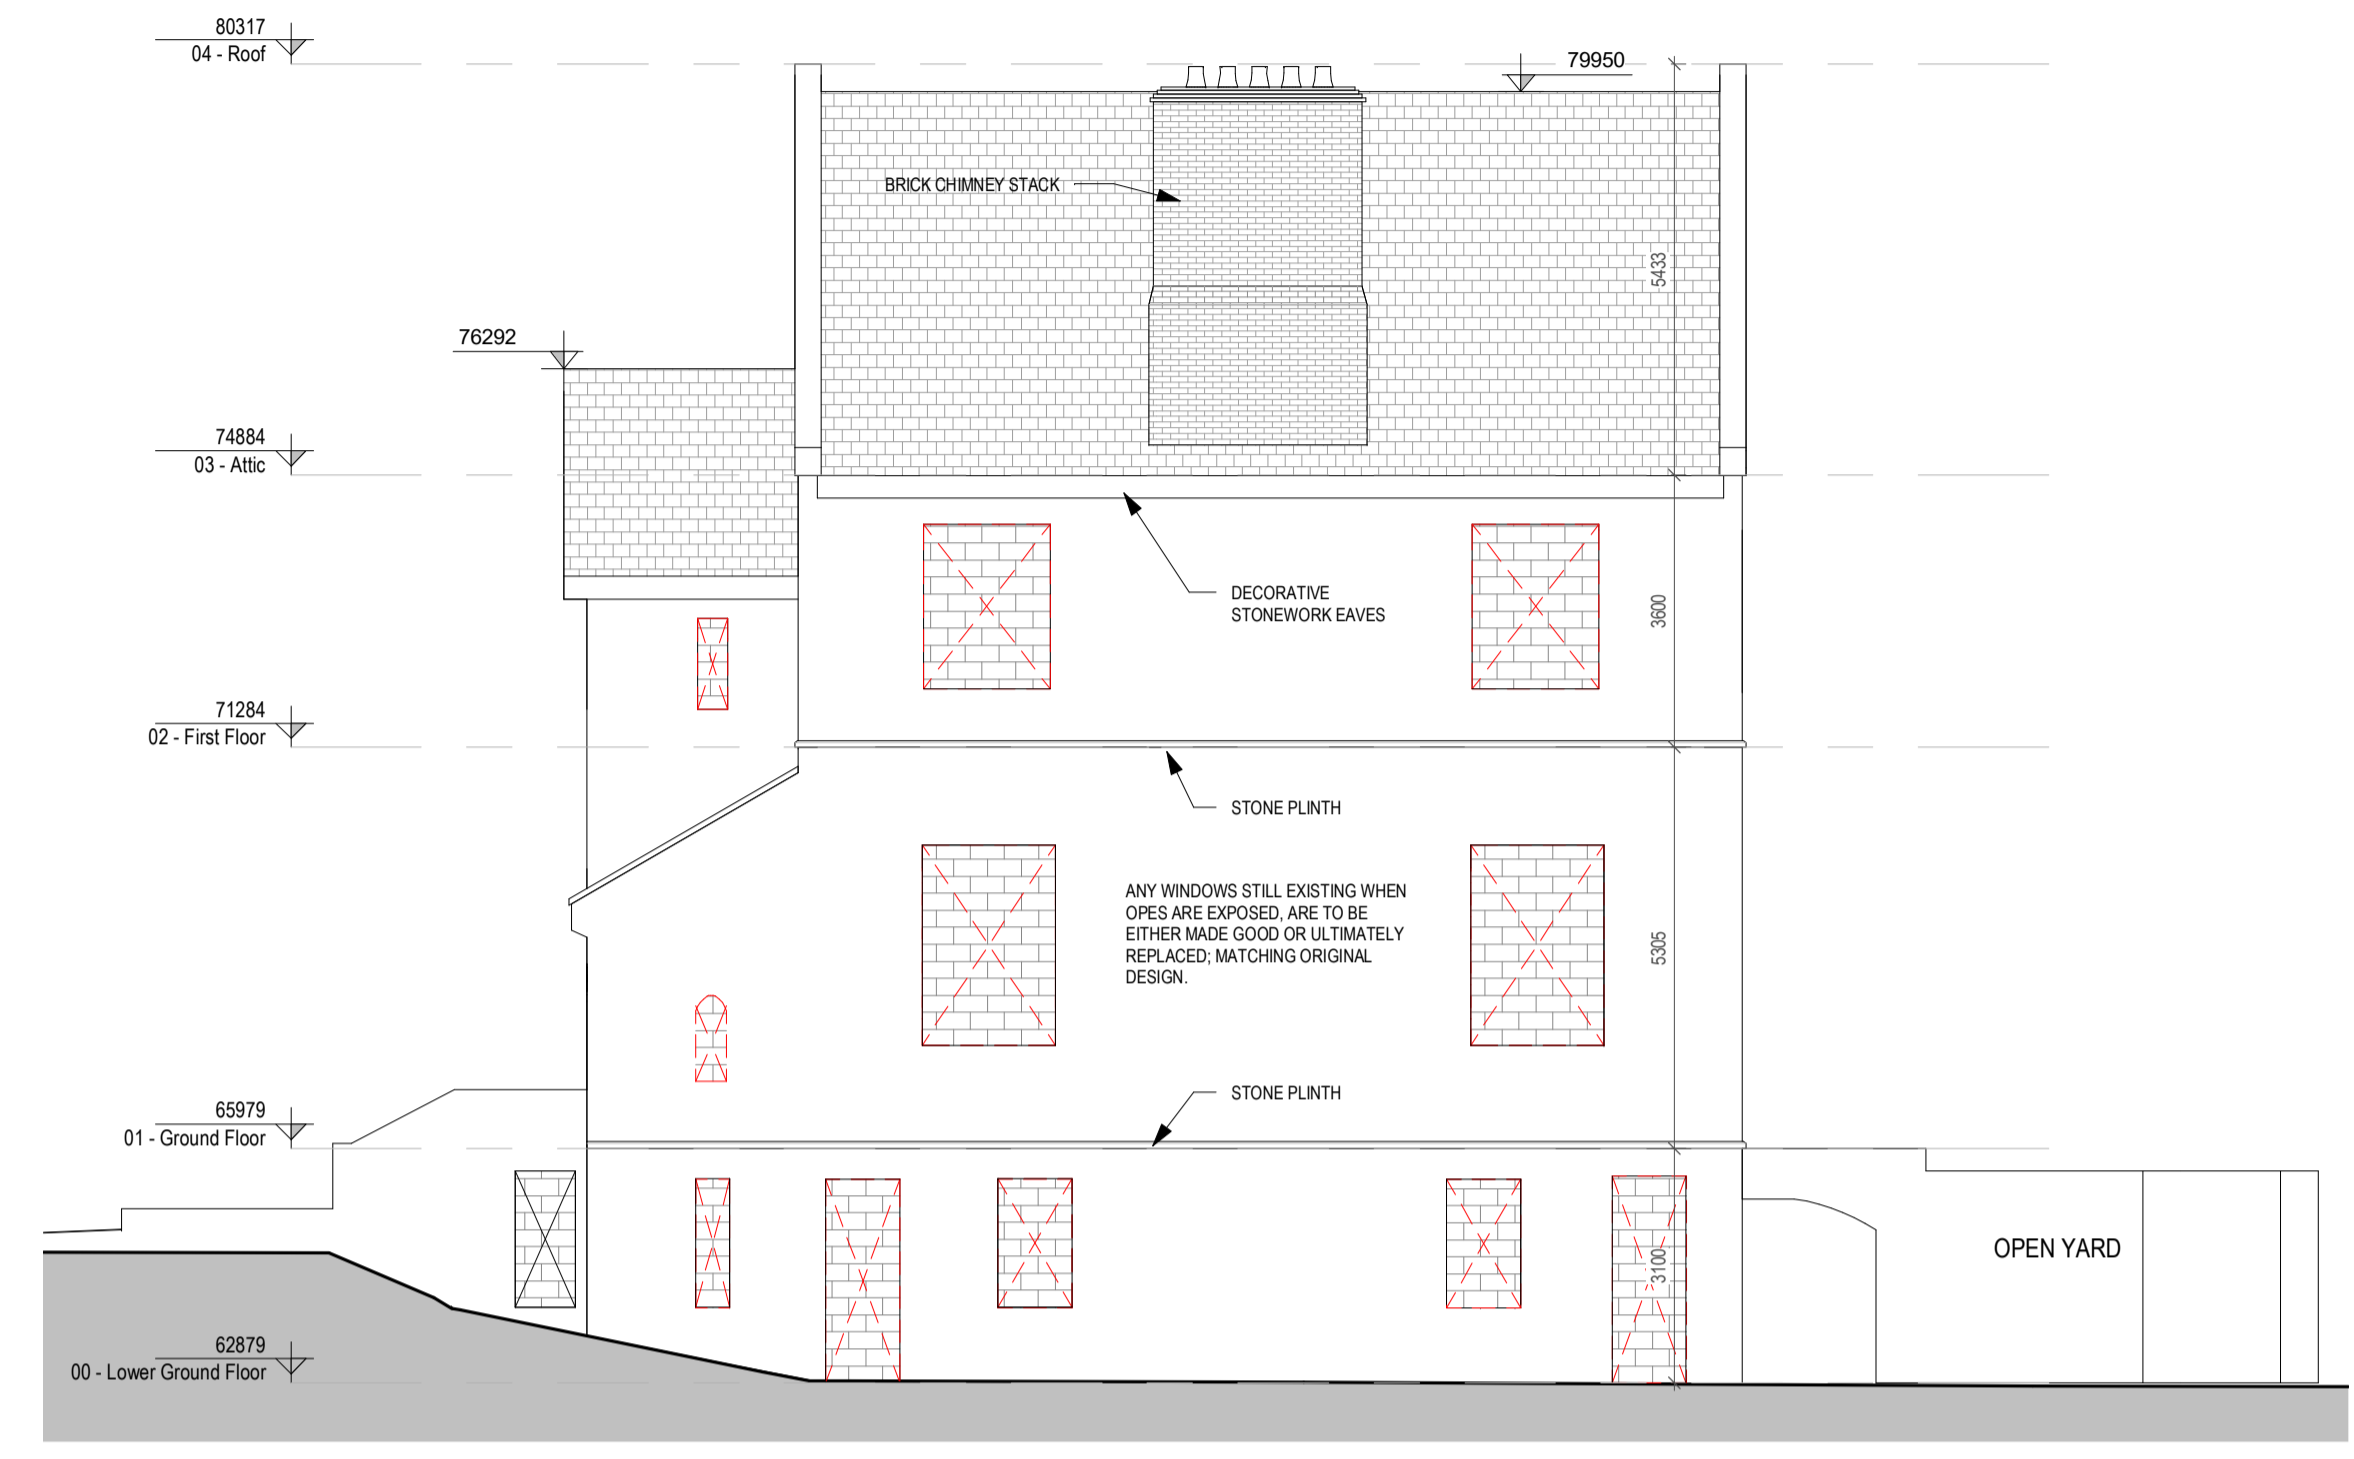 80317
04 - Roof
79950
BRICK CHIMNEY STACK
5433
76292
74884
03 - Attic
DECORATIVE
STONEWORK EAVES
3600
71284
02 - First Floor
STONE PLINTH
ANY WINDOWS STILL EXISTING WHEN
OPES ARE EXPOSED, ARE TO BE
EITHER MADE GOOD OR ULTIMATELY
REPLACED; MATCHING ORIGINAL
DESIGN.
5305
STONE PLINTH
65979
01 - Ground Floor
OPEN YARD
3100
62879
00 - Lower Ground Floor